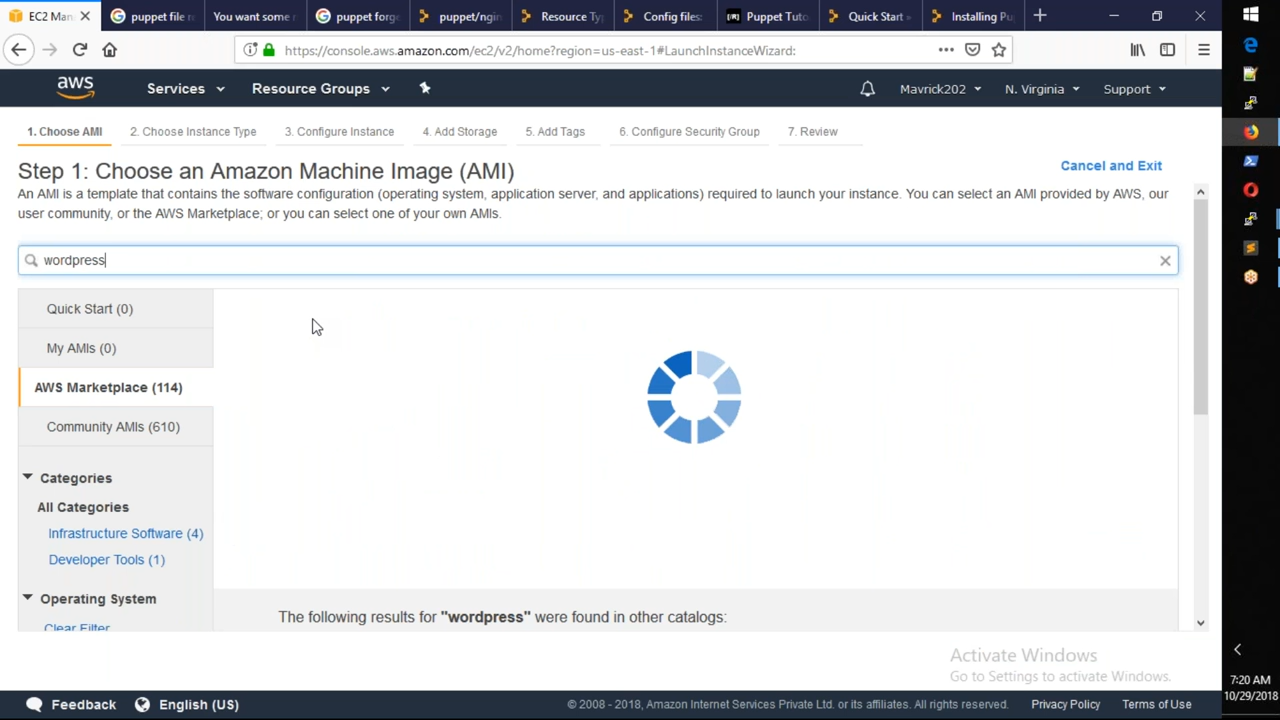 EC2 Man
puppet file re
You want some r
puppet forge
puppet/ngin
Resource Typ
Config files:
Puppet Tuto
Quick Start »
Installing Pu
https://console.aws.amazon.com/ec2/v2/home?region=us-east-1#LaunchInstanceWizard:
aws
Services
Resource Groups
Mavrick202
N. Virginia
Support
1. Choose AMI
2. Choose Instance Type
3. Configure Instance
4. Add Storage
5. Add Tags
6. Configure Security Group
7. Review
Step 1: Choose an Amazon Machine Image (AMI)
Cancel and Exit
An AMI is a template that contains the software configuration (operating system, application server, and applications) required to launch your instance. You can select an AMI provided by AWS, our
user community, or the AWS Marketplace; or you can select one of your own AMIs.
wordpress
Quick Start (0)
My AMIs (0)
AWS Marketplace (114)
Community AMIs (610)
Categories
All Categories
Infrastructure Software (4)
Developer Tools (1)
Operating System
Clear Filter
The following results for "wordpress" were found in other catalogs:
Activate Windows
Go to Settings to activate Windows.
Feedback
English (US)
© 2008 - 2018, Amazon Internet Services Private Ltd. or its affiliates. All rights reserved.
Privacy Policy
Terms of Use
7:20 AM
10/29/2018